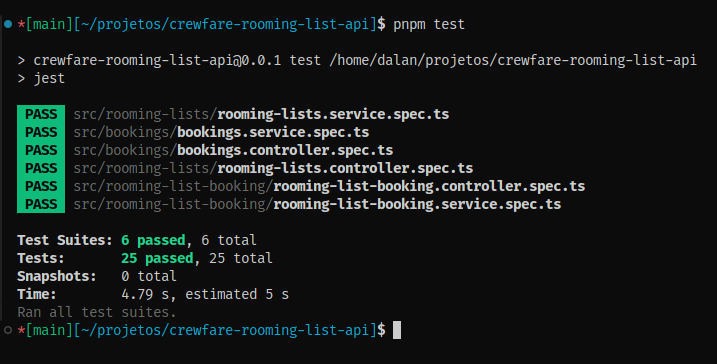 *[main][~/projetos/crewfare-rooming-list-api]$ pnpm test
> crewfare-rooming-list-api@0.0.1 test /home/dalan/projetos/crewfare-rooming-list-api
> jest
PASS src/rooming-lists/rooming-lists.service.spec.ts
PASS src/bookings/bookings.service.spec.ts
PASS src/bookings/bookings.controller.spec.ts
PASS src/rooming-lists/rooming-lists.controller.spec.ts
PASS src/rooming-list-booking/rooming-list-booking.controller.spec.ts
PASS src/rooming-list-booking/rooming-list-booking.service.spec.ts
Test Suites: 6 passed, 6 total
Tests: 25 passed, 25 total
Snapshots: 0 total
Time: 4.79 s, estimated 5 s
Ran all test suites.
*[main][~/projetos/crewfare-rooming-list-api]$